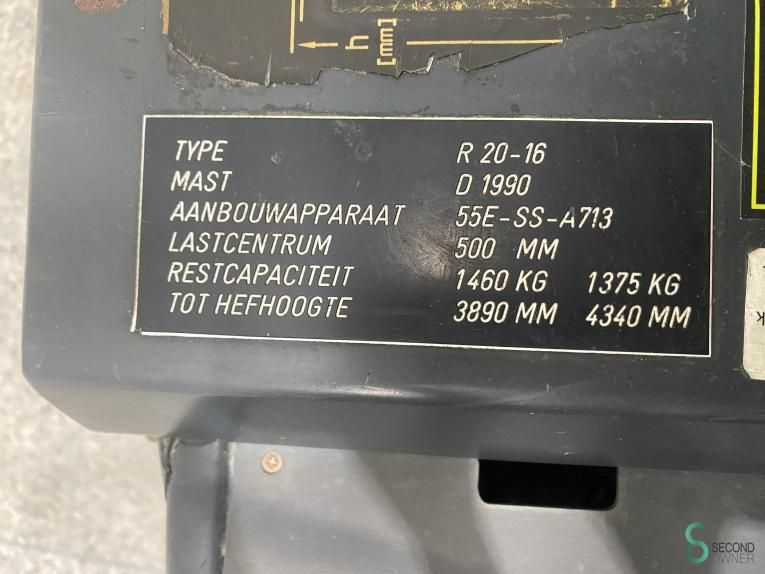 h
[mm]
TYPE R 20-16
MAST D 1990
AANBOUWAPPARAAT 55E-SS-A713
LASTCENTRUM 500 MM
RESTCAPACITEIT 1460 KG 1375 KG
TOT HEFHOOGTE 3890 MM 4340 MM
k
SECOND
OWNER